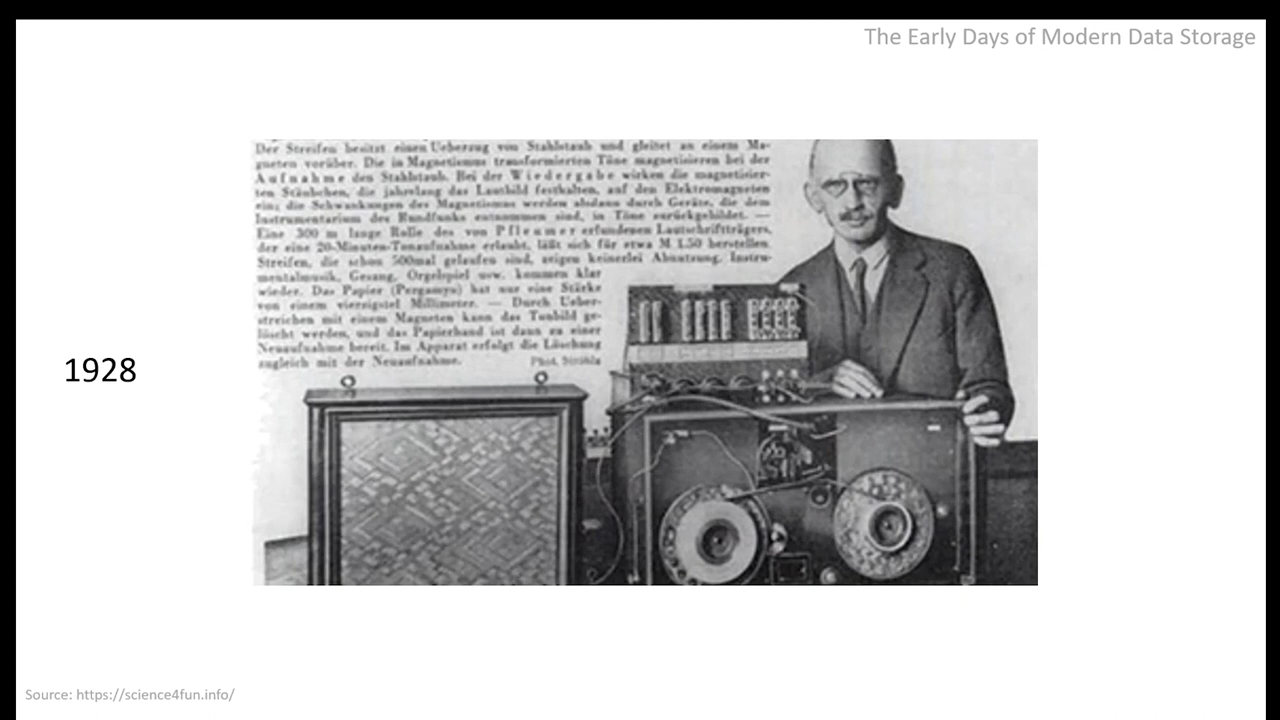 The Early Days of Modern Data Storage
Der Streifen besitzt einen Ueberzug von Stahlstaub und gleitet an einem Ma-
gneten vorüber. Die in Magnetismus transformierten Töne magnetisieren bei der
Aufnahme den Stahlstaub. Bei der Wiedergabe wirken die magnetisier-
ten Stäubchen, die jahrelang das Lautbild festhalten, auf den Elektromagneten
ein; die Schwankungen des Magnetismus werden alsdann durch Geräte, die dem
Instrumentarium des Rundfunks entnommen sind, in Töne zurückgebildet. —
Eine 300 m lange Rolle des von Pfleumer erfundenen Lautschriftträgers,
der eine 20-Minuten-Tonaufnahme erlaubt, läßt sich für etwa M 1.50 herstellen.
Streifen, die schon 500mal gelaufen sind, zeigen keinerlei Abnutzung. Instru-
mentalmusik, Gesang, Orgelspiel usw. kommen klar
wieder. Das Papier (Pergamyn) hat nur eine Stärke
von einem vierzigstel Millimeter. — Durch Ueber-
streichen mit einem Magneten kann das Tonbild ge-
löscht werden, und das Papierband ist dann zu einer
Neuaufnahme bereit. Im Apparat erfolgt die Löschung
zugleich mit der Neuaufnahme.
Phot.
1928
Source: https://science4fun.info/